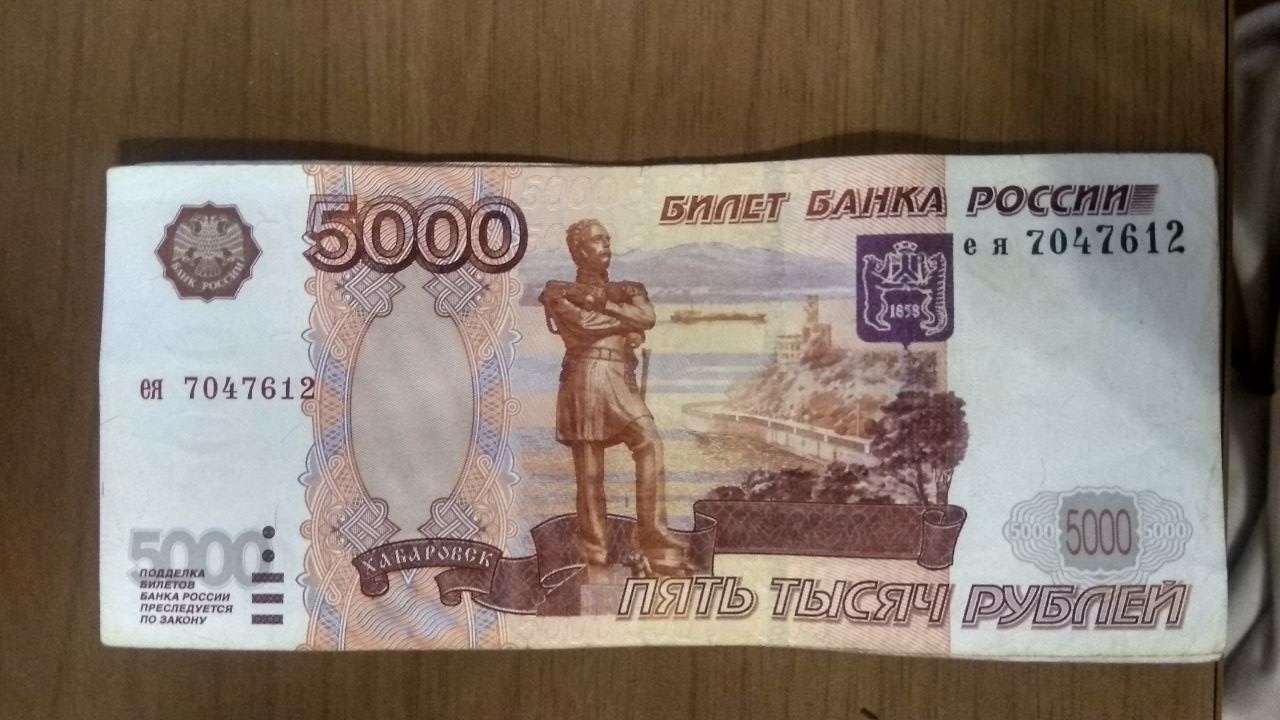 БИЛЕТ БАНКА РОССИИ
5000
БАНК РОССИИ
ея 7047612
1858
ея 7047612
ХАБАРОВСК
5000
5000 5000 5000
ПОДДЕЛКА
БИЛЕТОВ
БАНКА РОССИИ
ПРЕСЛЕДУЕТСЯ
ПО ЗАКОНУ
ПЯТЬ ТЫСЯЧ РУБЛЕЙ